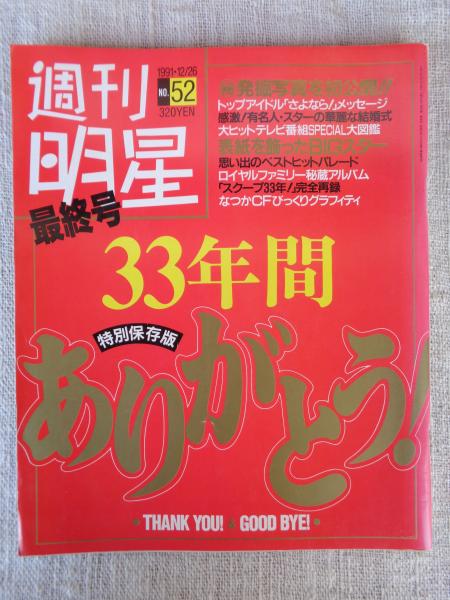 週刊
明星
最終号
1991・12/26
NO.52
320YEN
㊙発掘写真を初公開!!
トップアイドル「さよなら!」メッセージ
感激!有名人・スターの華麗な結婚式
大ヒットテレビ番組SPECIAL大図鑑
表紙を飾ったBIGスター
思い出のベストヒットパレード
ロイヤルファミリー秘蔵アルバム
「スクープ33年!」完全再録
なつかCFびっくりグラフィティ
33年間
特別保存版
ありがとう!
THANK YOU! & GOOD BYE!